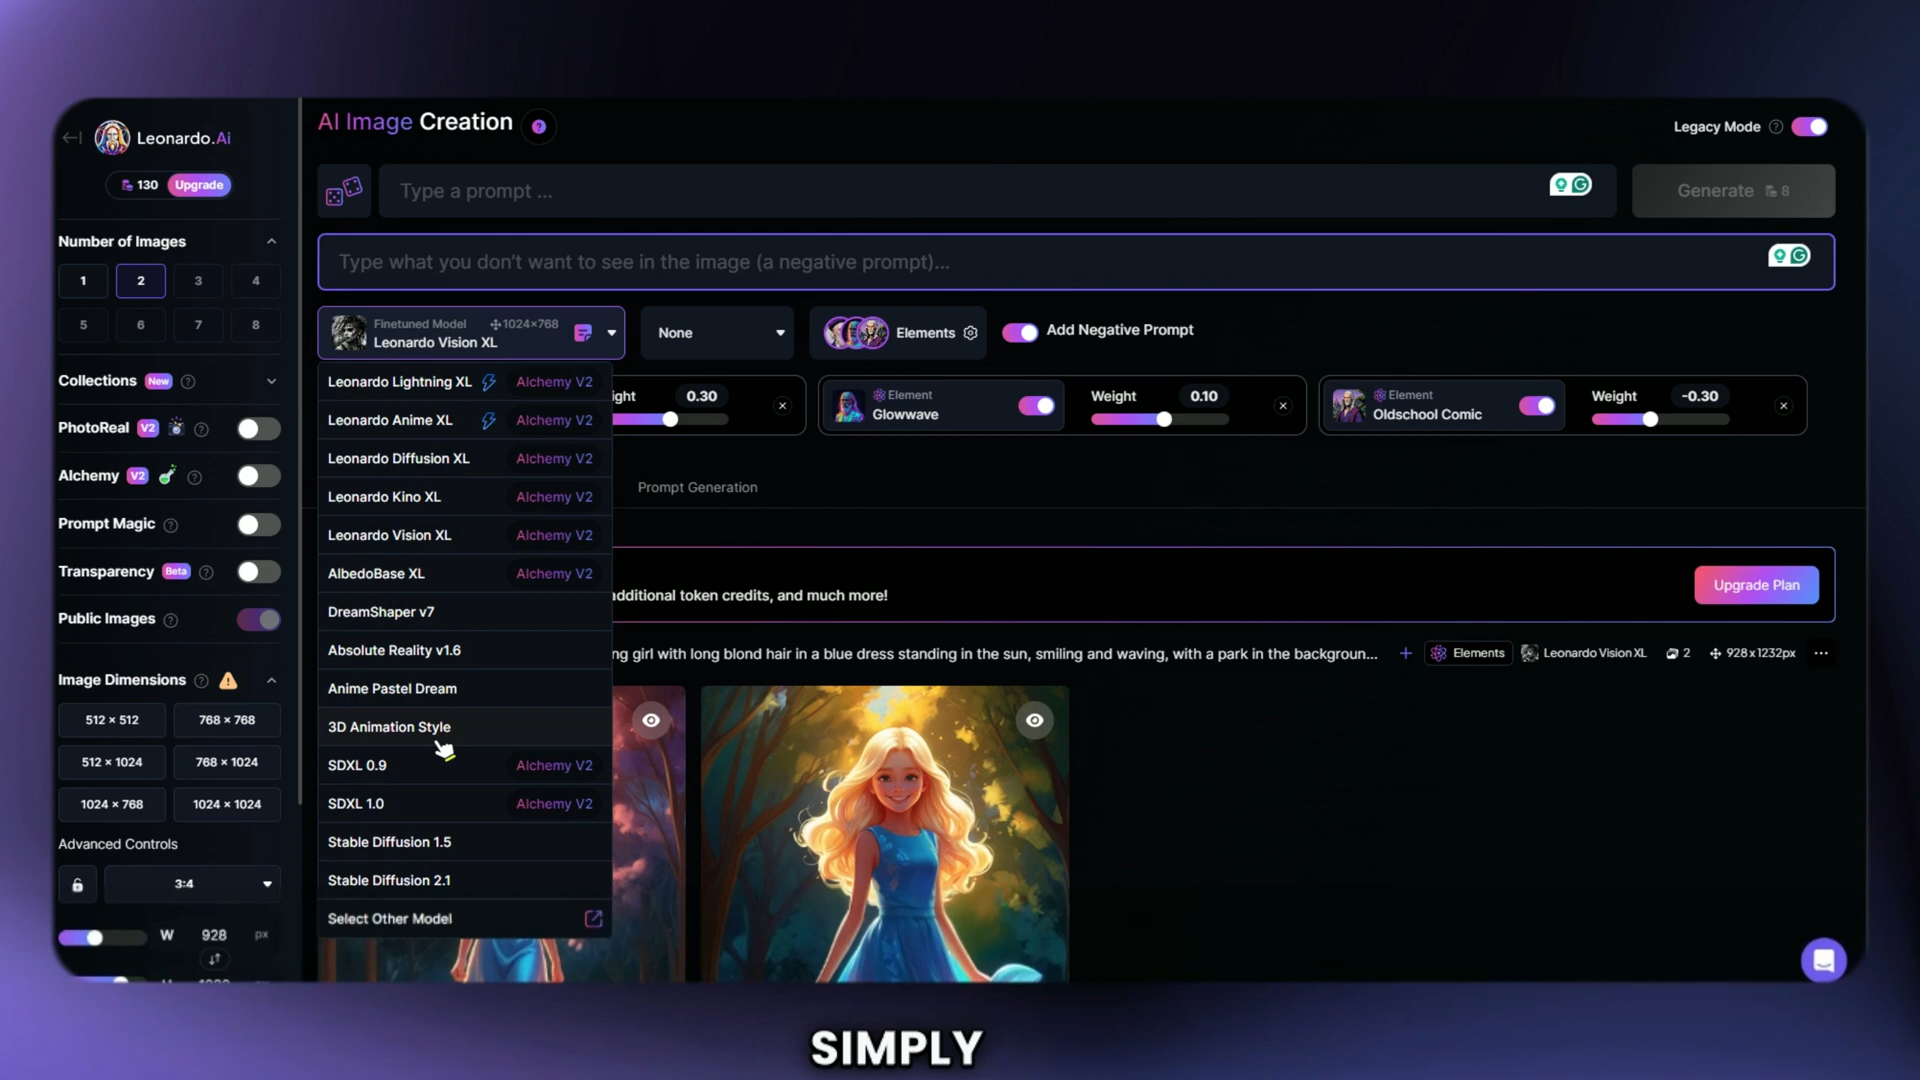 Leonardo.Ai
130 Upgrade
Number of Images
1 2 3 4
5 6 7 8
Collections New
PhotoReal V2
Alchemy V2
Prompt Magic
Transparency Beta
Public Images
Image Dimensions
512 × 512 768 × 768
512 × 1024 768 × 1024
1024 × 768 1024 × 1024
Advanced Controls
3:4
W 928 px
AI Image Creation
Legacy Mode
Type a prompt ...
Generate 8
Type what you don't want to see in the image (a negative prompt)...
Finetuned Model 1024×768
Leonardo Vision XL
None
Elements
Add Negative Prompt
Leonardo Lightning XL Alchemy V2
Leonardo Anime XL Alchemy V2
Leonardo Diffusion XL Alchemy V2
Leonardo Kino XL Alchemy V2
Leonardo Vision XL Alchemy V2
AlbedoBase XL Alchemy V2
DreamShaper v7
Absolute Reality v1.6
Anime Pastel Dream
3D Animation Style
SDXL 0.9 Alchemy V2
SDXL 1.0 Alchemy V2
Stable Diffusion 1.5
Stable Diffusion 2.1
Select Other Model
ight 0.30
Element
Glowwave
Weight 0.10
Element
Oldschool Comic
Weight -0.30
Prompt Generation
dditional token credits, and much more!
Upgrade Plan
ng girl with long blond hair in a blue dress standing in the sun, smiling and waving, with a park in the backgroun...
Elements Leonardo Vision XL 2 928 x 1232px
SIMPLY